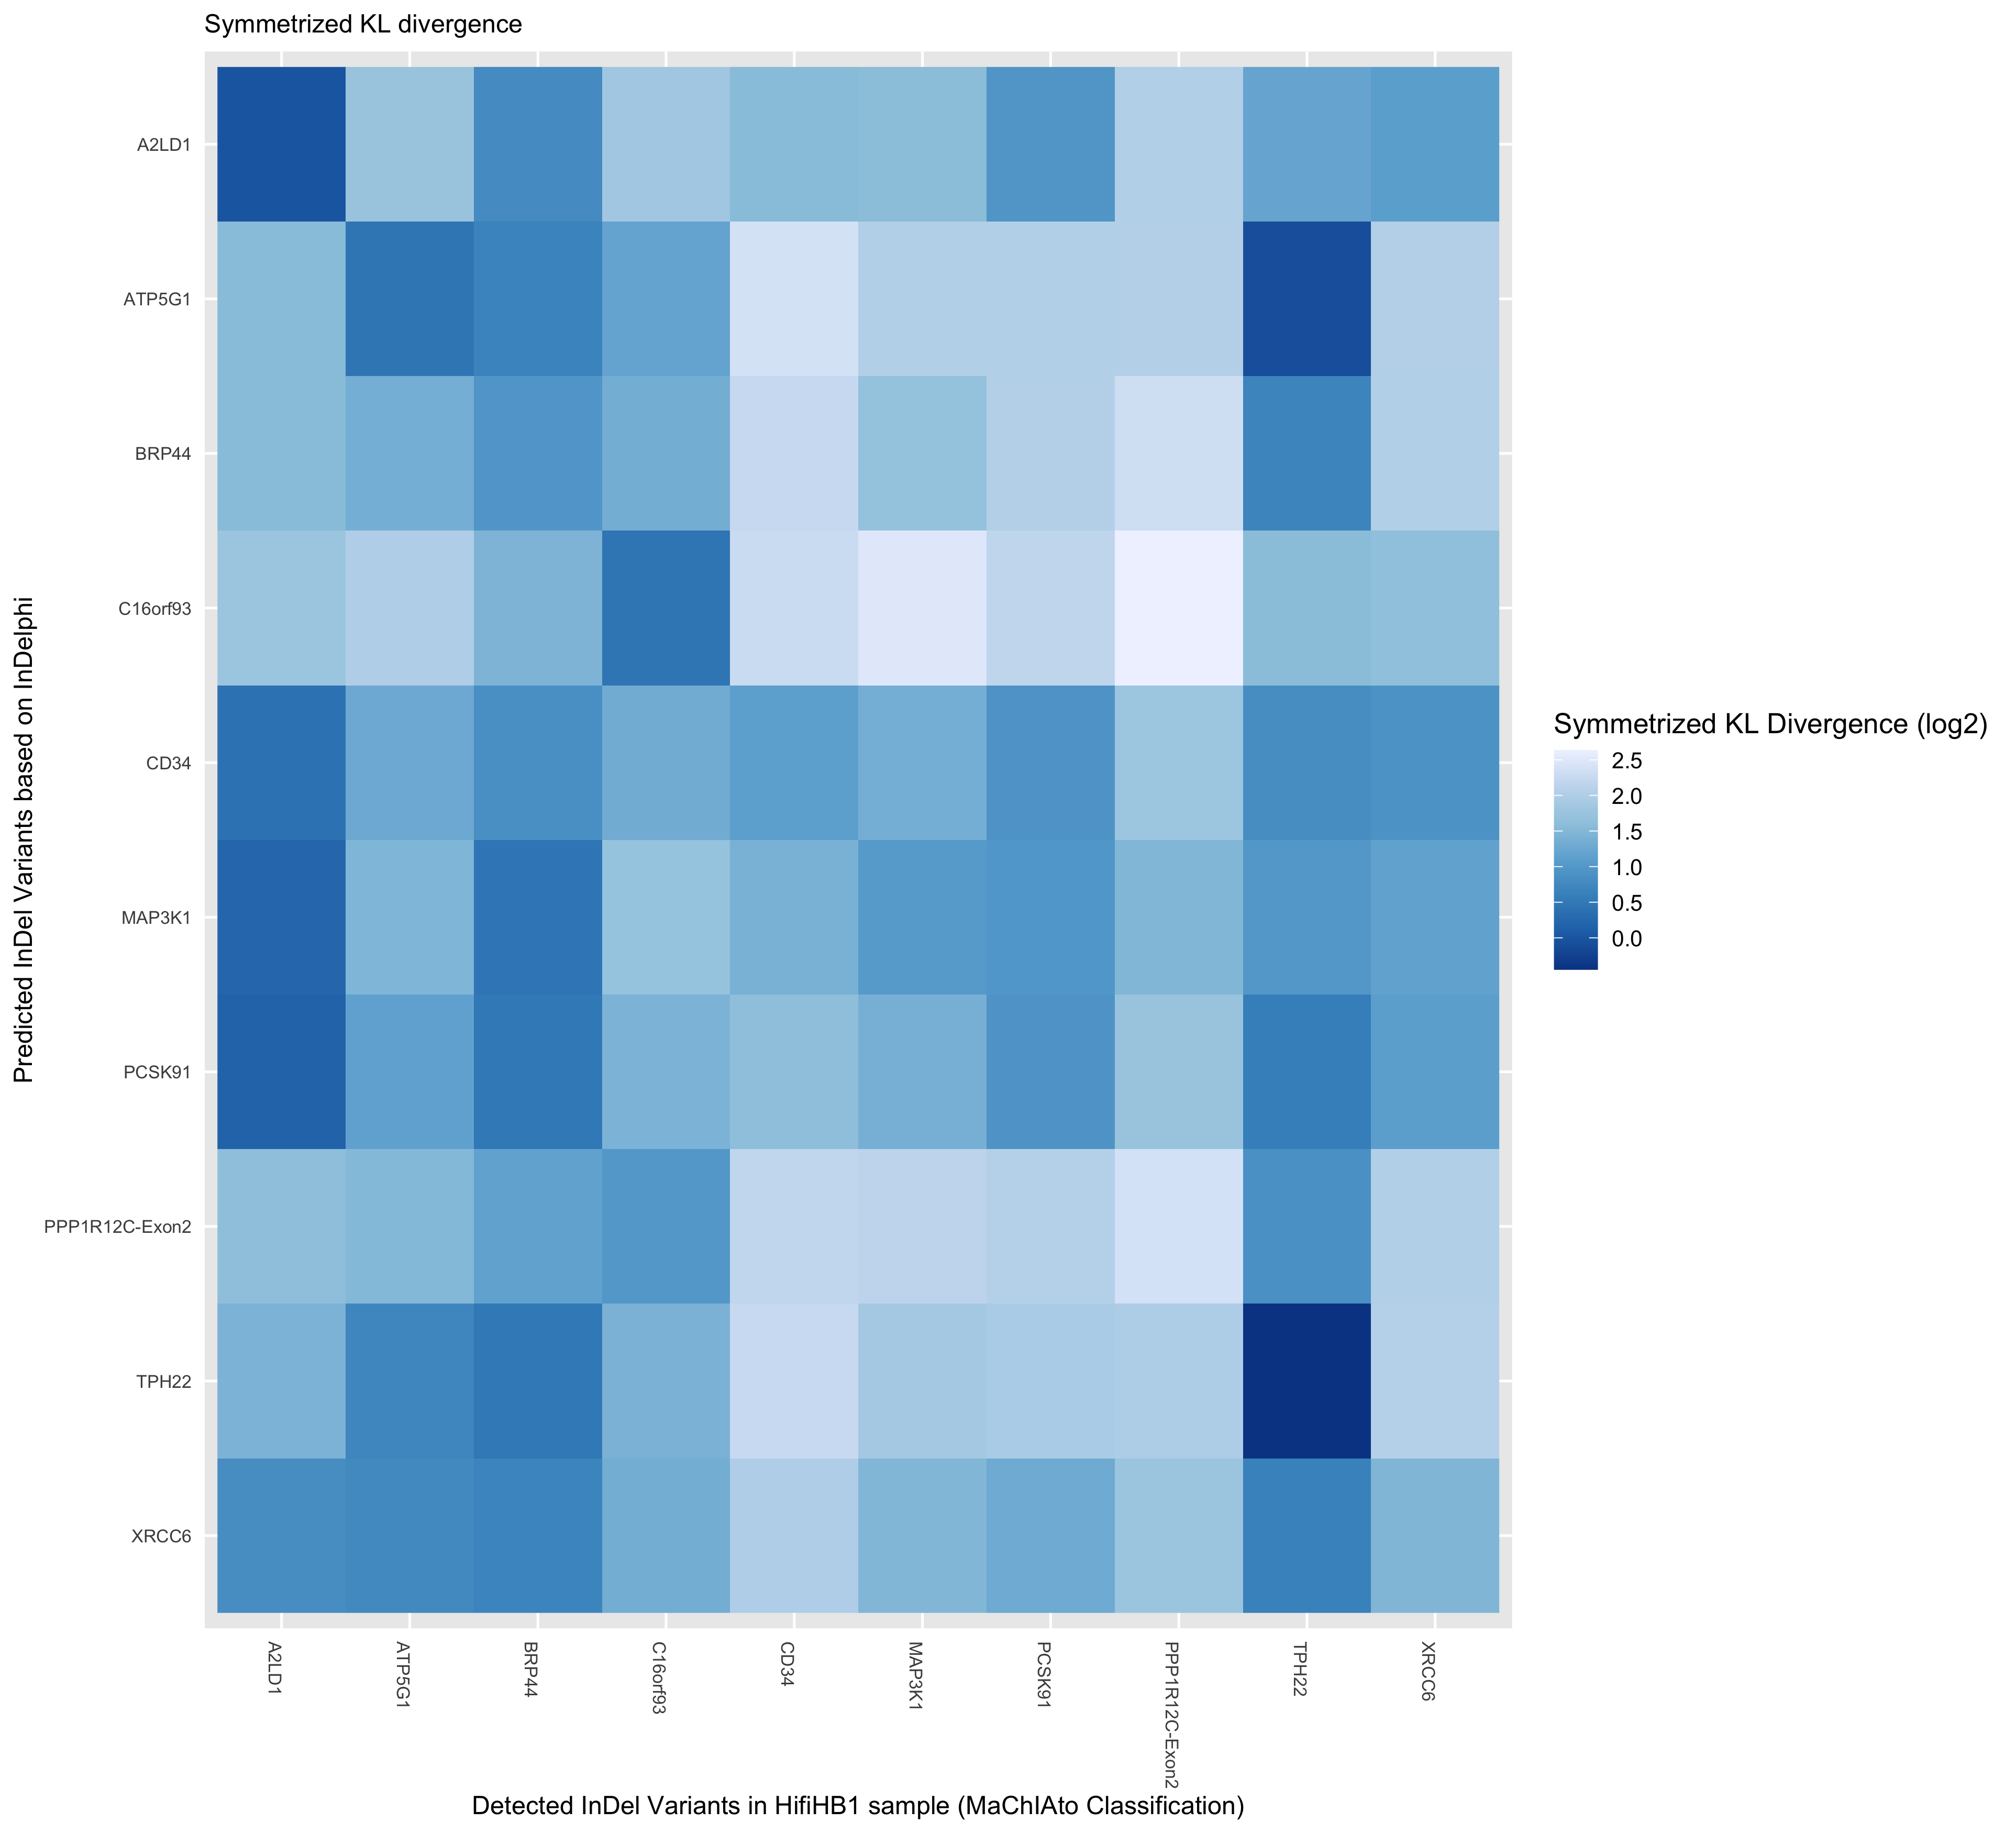 Symmetrized KL divergence
Predicted InDel Variants based on InDelphi
A2LD1
ATP5G1
BRP44
C16orf93
CD34
MAP3K1
PCSK91
PPP1R12C-Exon2
TPH22
XRCC6
A2LD1
ATP5G1
BRP44
C16orf93
CD34
MAP3K1
PCSK91
PPP1R12C-Exon2
TPH22
XRCC6
Detected InDel Variants in HifiHB1 sample (MaChIAto Classification)
Symmetrized KL Divergence (log2)
2.5
2.0
1.5
1.0
0.5
0.0